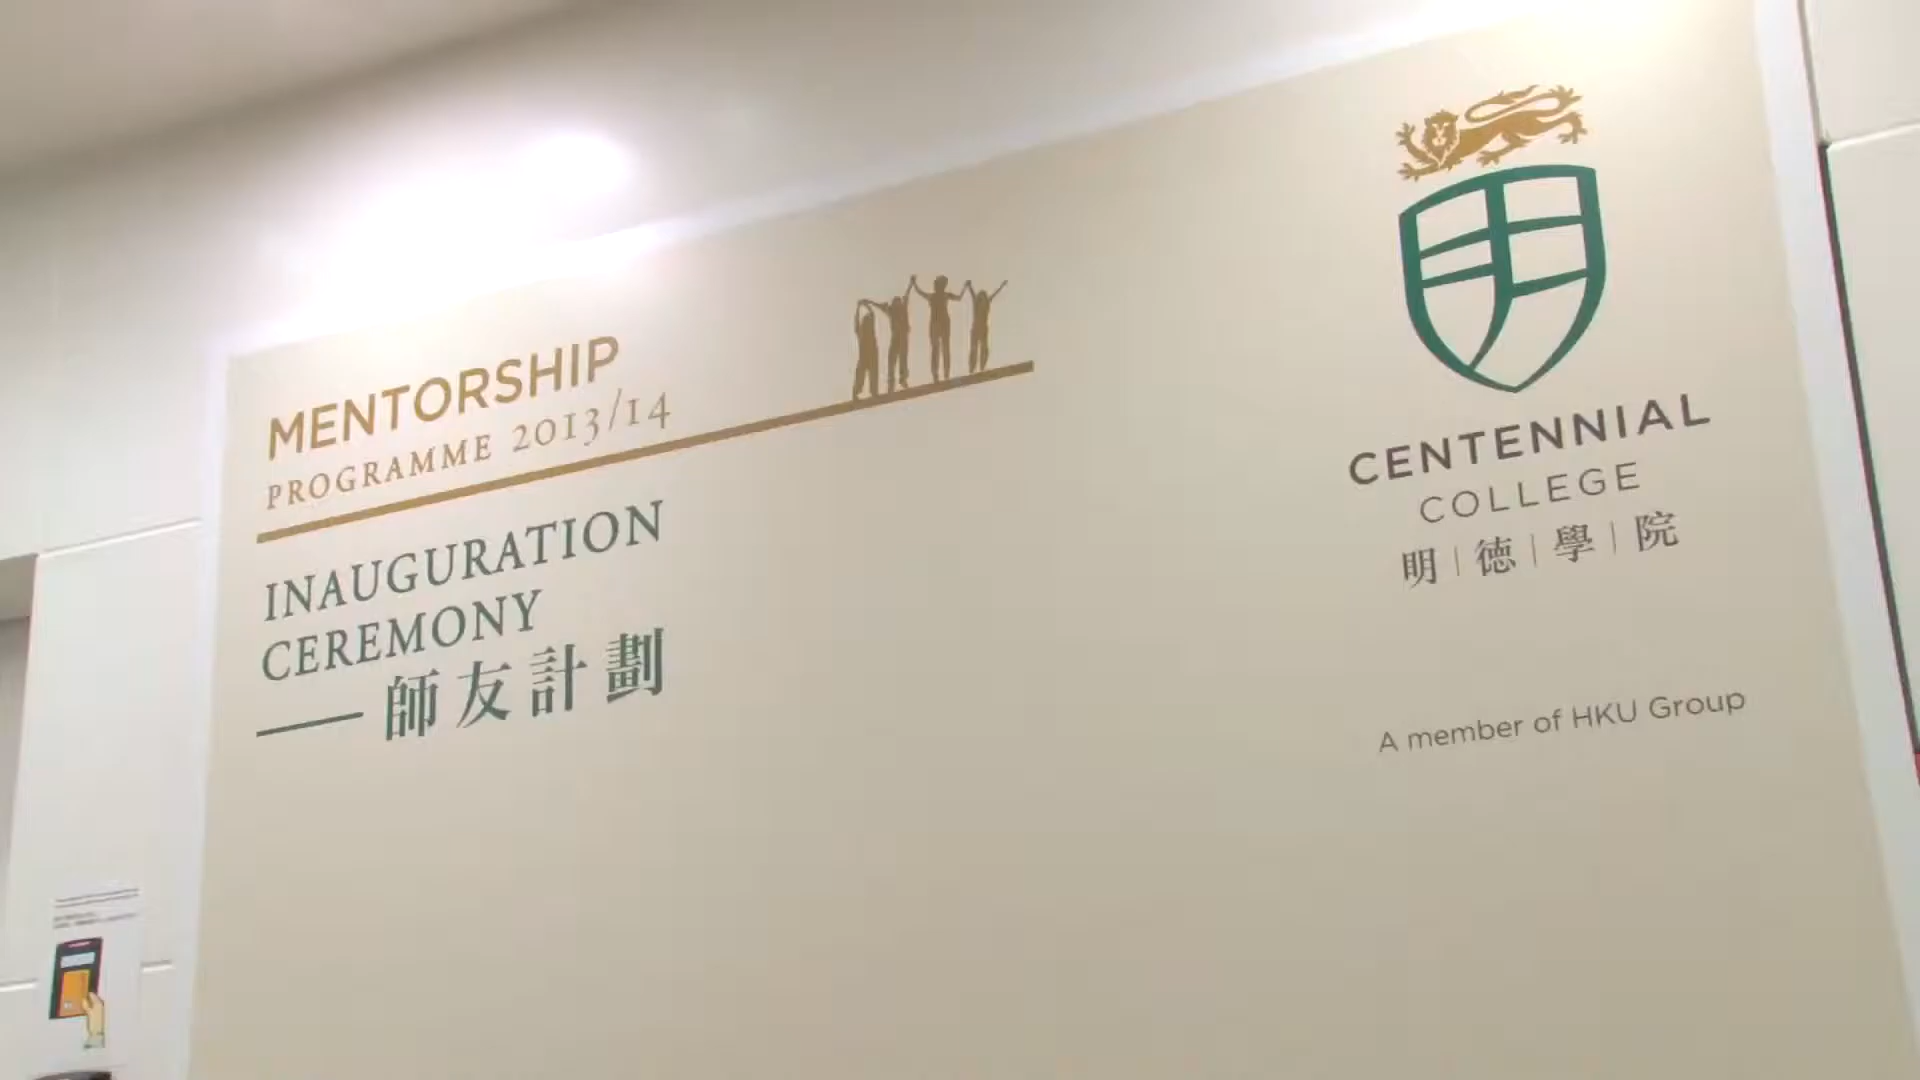 MENTORSHIP
PROGRAMME 2013/14
INAUGURATION
CEREMONY
——師友計劃
CENTENNIAL
COLLEGE
明|德|學|院
A member of HKU Group